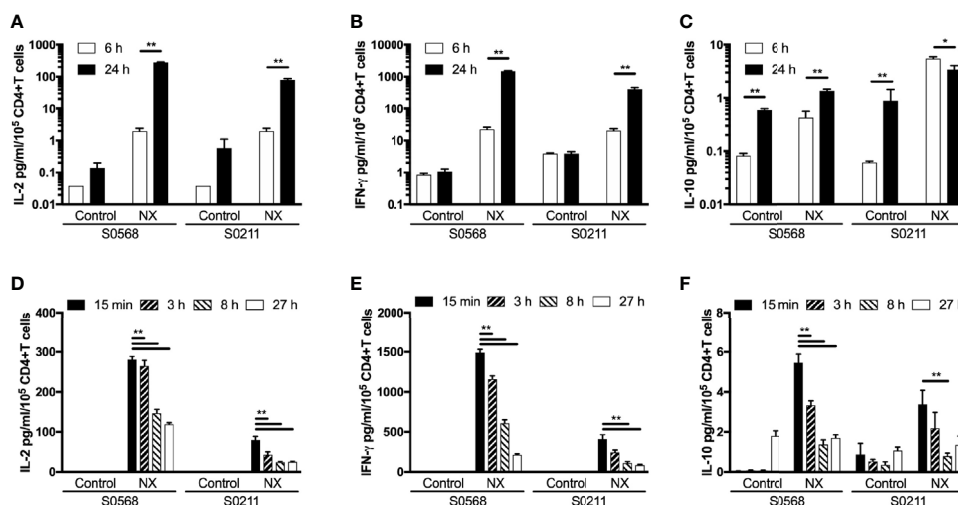 A
IL-2 pg/ml/10⁵ CD4+T cells
1000
100
10
1
0.1
0.01
6 h
24 h
**
**
Control NX Control NX
S0568 S0211
B
IFN-γ pg/ml/10⁵ CD4+T cells
10000
1000
100
10
1
0.1
6 h
24 h
**
**
Control NX Control NX
S0568 S0211
C
IL-10 pg/ml/10⁵ CD4+T cells
10
1
0.1
0.01
6 h
24 h
**
**
**
*
Control NX Control NX
S0568 S0211
D
15 min 3 h 8 h 27 h
IL-2 pg/ml/10⁵ CD4+T cells
400
300
200
100
0
**
**
Control NX Control NX
S0568 S0211
E
15 min 3 h 8 h 27 h
IFN-γ pg/ml/10⁵ CD4+T cells
2000
1500
1000
500
0
**
**
Control NX Control NX
S0568 S0211
F
15 min 3 h 8 h 27 h
IL-10 pg/ml/10⁵ CD4+T cells
6
4
2
0
**
**
Control NX Control NX
S0568 S0211